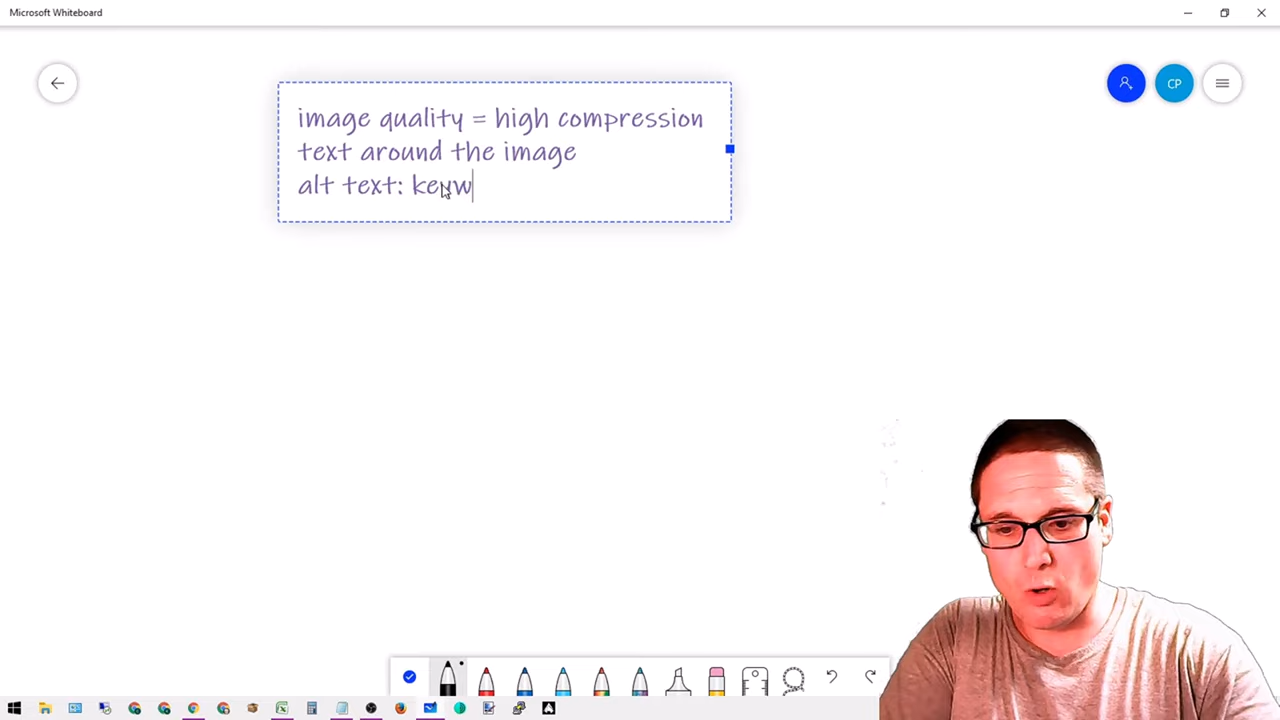 Microsoft Whiteboard
CP
image quality = high compression
text around the image
alt text: keyw